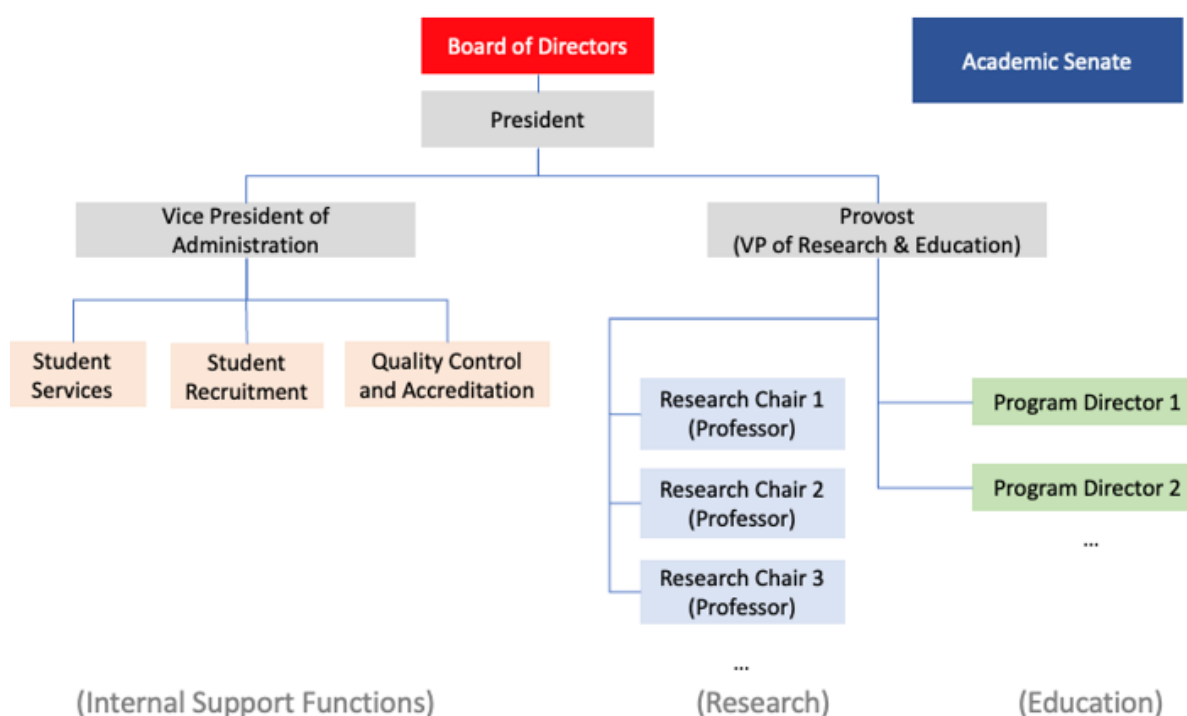 Board of Directors
Academic Senate
President
Vice President of
Administration
Provost
(VP of Research & Education)
Student
Services
Student
Recruitment
Quality Control
and Accreditation
Research Chair 1
(Professor)
Program Director 1
Research Chair 2
(Professor)
Program Director 2
...
Research Chair 3
(Professor)
...
(Internal Support Functions)
(Research)
(Education)